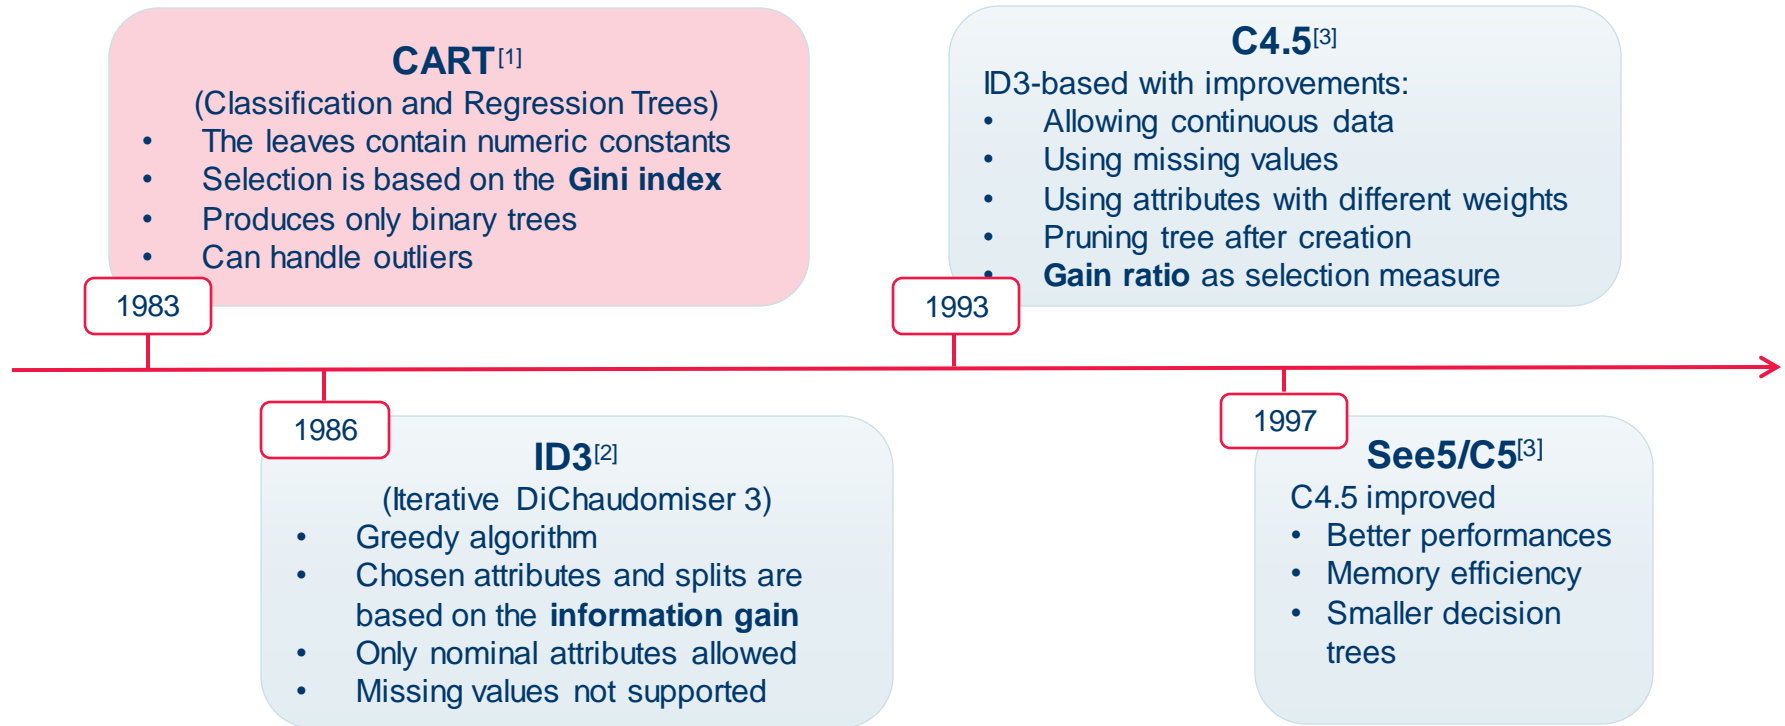 CART[1]
(Classification and Regression Trees)
• The leaves contain numeric constants
• Selection is based on the Gini index
• Produces only binary trees
• Can handle outliers
1983
C4.5[3]
ID3-based with improvements:
• Allowing continuous data
• Using missing values
• Using attributes with different weights
• Pruning tree after creation
• Gain ratio as selection measure
1993
1986
ID3[2]
(Iterative DiChaudomiser 3)
• Greedy algorithm
• Chosen attributes and splits are
based on the information gain
• Only nominal attributes allowed
• Missing values not supported
1997
See5/C5[3]
C4.5 improved
• Better performances
• Memory efficiency
• Smaller decision
trees